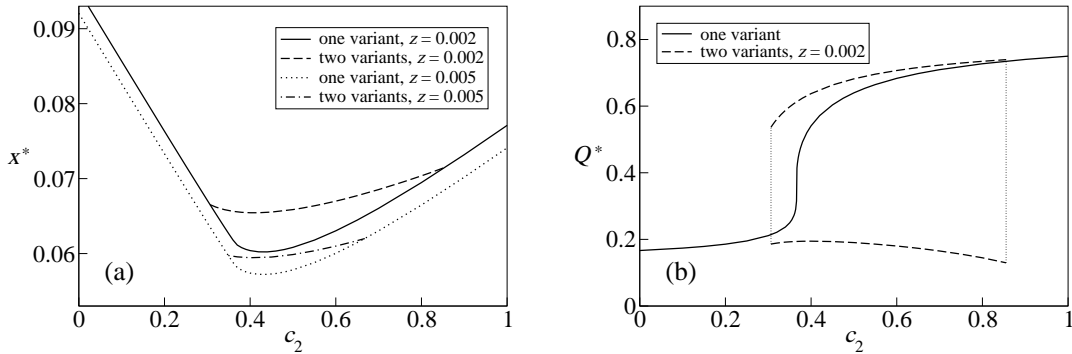 0.09
0.08
x*
0.07
0.06
one variant, z = 0.002
two variants, z = 0.002
one variant, z = 0.005
two variants, z = 0.005
(a)
0 0.2 0.4 0.6 0.8 1
c2
0.8
0.6
Q*
0.4
0.2
0
one variant
two variants, z = 0.002
(b)
0 0.2 0.4 0.6 0.8 1
c2